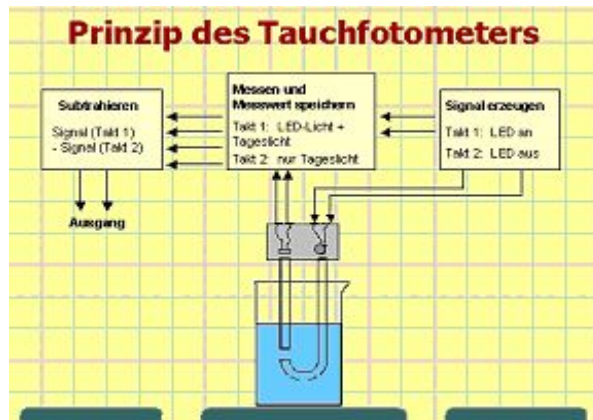 Prinzip des Tauchfotometers
Subtrahieren
Signal (Takt 1)
- Signal (Takt 2)
Ausgang
Messen und
Messwert speichern
Takt 1: LED-Licht +
Tageslicht
Takt 2: nur Tageslicht
Signal erzeugen
Takt 1: LED an
Takt 2: LED aus